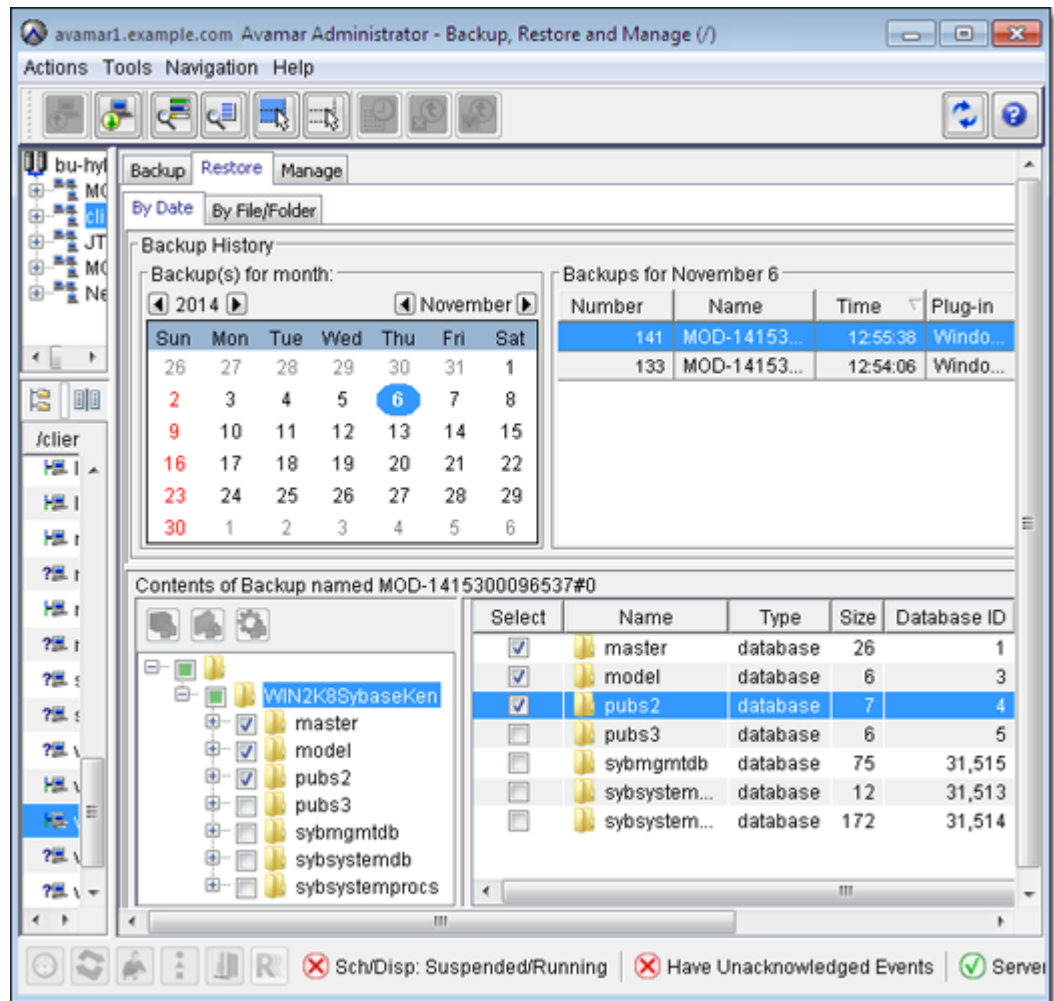 avamar1.example.com Avamar Administrator - Backup, Restore and Manage (/)
Actions Tools Navigation Help
bu-hyl
MC
cli
JT
MC
Ne
/clier
Backup Restore Manage
By Date By File/Folder
Backup History
Backup(s) for month:
2014 November
Sun Mon Tue Wed Thu Fri Sat
26 27 28 29 30 31 1
2 3 4 5 6 7 8
9 10 11 12 13 14 15
16 17 18 19 20 21 22
23 24 25 26 27 28 29
30 1 2 3 4 5 6
Backups for November 6
Number Name Time Plug-in
141 MOD-14153... 12:55:38 Windo...
133 MOD-14153... 12:54:06 Windo...
Contents of Backup named MOD-1415300096537#0
WIN2K8SybaseKen
master
model
pubs2
pubs3
sybmgmtdb
sybsystemdb
sybsystemprocs
Select Name Type Size Database ID
master database 26 1
model database 6 3
pubs2 database 7 4
pubs3 database 6 5
sybmgmtdb database 75 31,515
sybsystem... database 12 31,513
sybsystem... database 172 31,514
Sch/Disp: Suspended/Running Have Unacknowledged Events Server